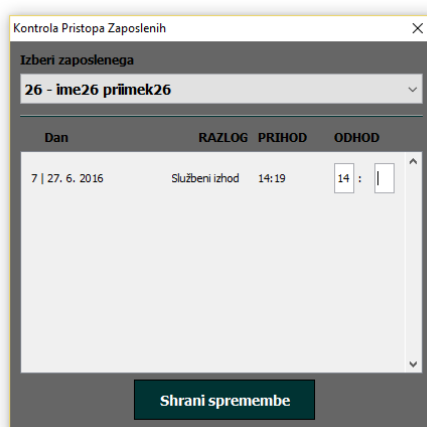 Kontrola Pristopa Zaposlenih
Izberi zaposlenega
26 - ime26 priimek26
Dan RAZLOG PRIHOD ODHOD
7 | 27. 6. 2016 Službeni izhod 14:19 14 :
Shrani spremembe